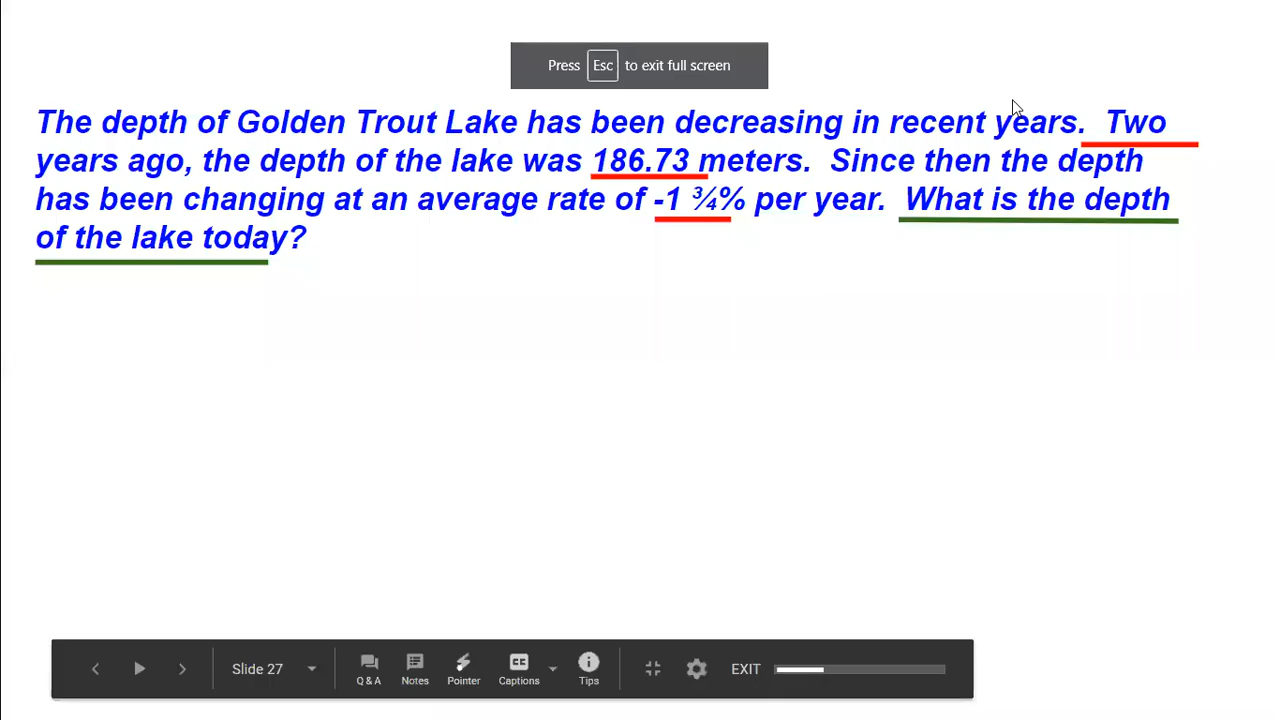 Press Esc to exit full screen
The depth of Golden Trout Lake has been decreasing in recent years. Two
years ago, the depth of the lake was 186.73 meters. Since then the depth
has been changing at an average rate of -1 ¾% per year. What is the depth
of the lake today?
Slide 27
Q & A
Notes
Pointer
CC
Captions
Tips
EXIT